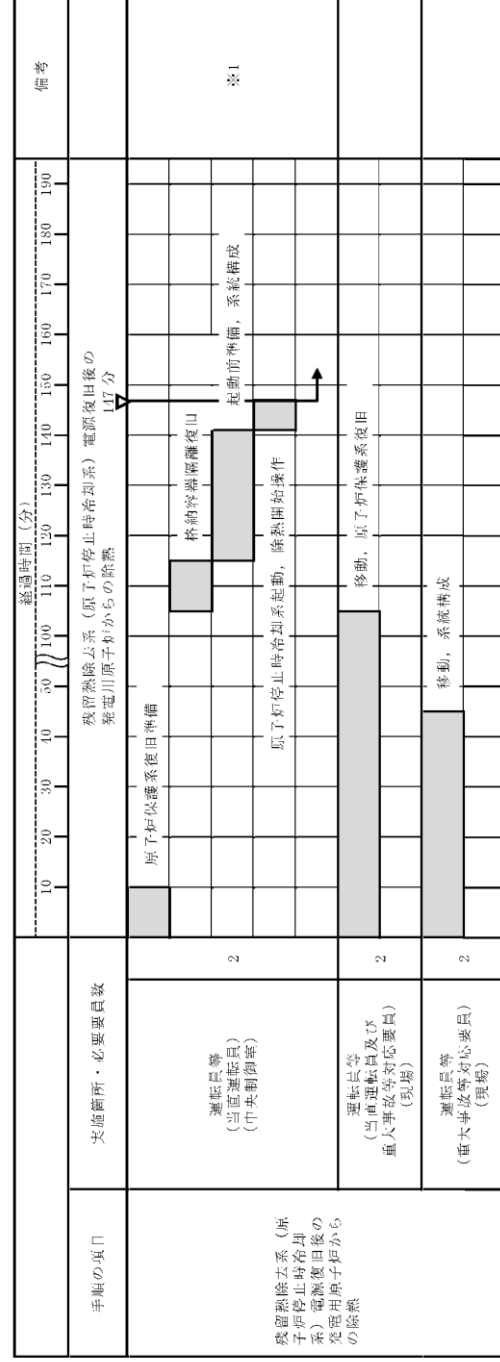 経過時間（分）
備考
10 20 30 40 50 100 110 120 130 140 150 160 170 180 190
手順の項目
実施箇所・必要要員数
残留熱除去系（原子炉停止時冷却系）電源復旧後の
発電用原子炉からの除熱
147分
残留熱除去系（原
子炉停止時冷却
系）電源復旧後の
発電用原子炉から
の除熱
運転員等
（当直運転員）
（中央制御室）
2
原子炉保護系復旧準備
格納容器隔離復旧
起動前準備，系統構成
原子炉停止時冷却系起動，除熱開始操作
※1
運転員等
（当直運転員及び
重大事故等対応要員）
（現場）
2
移動，原子炉保護系復旧
運転員等
（重大事故等対応要員）
（現場）
2
移動，系統構成